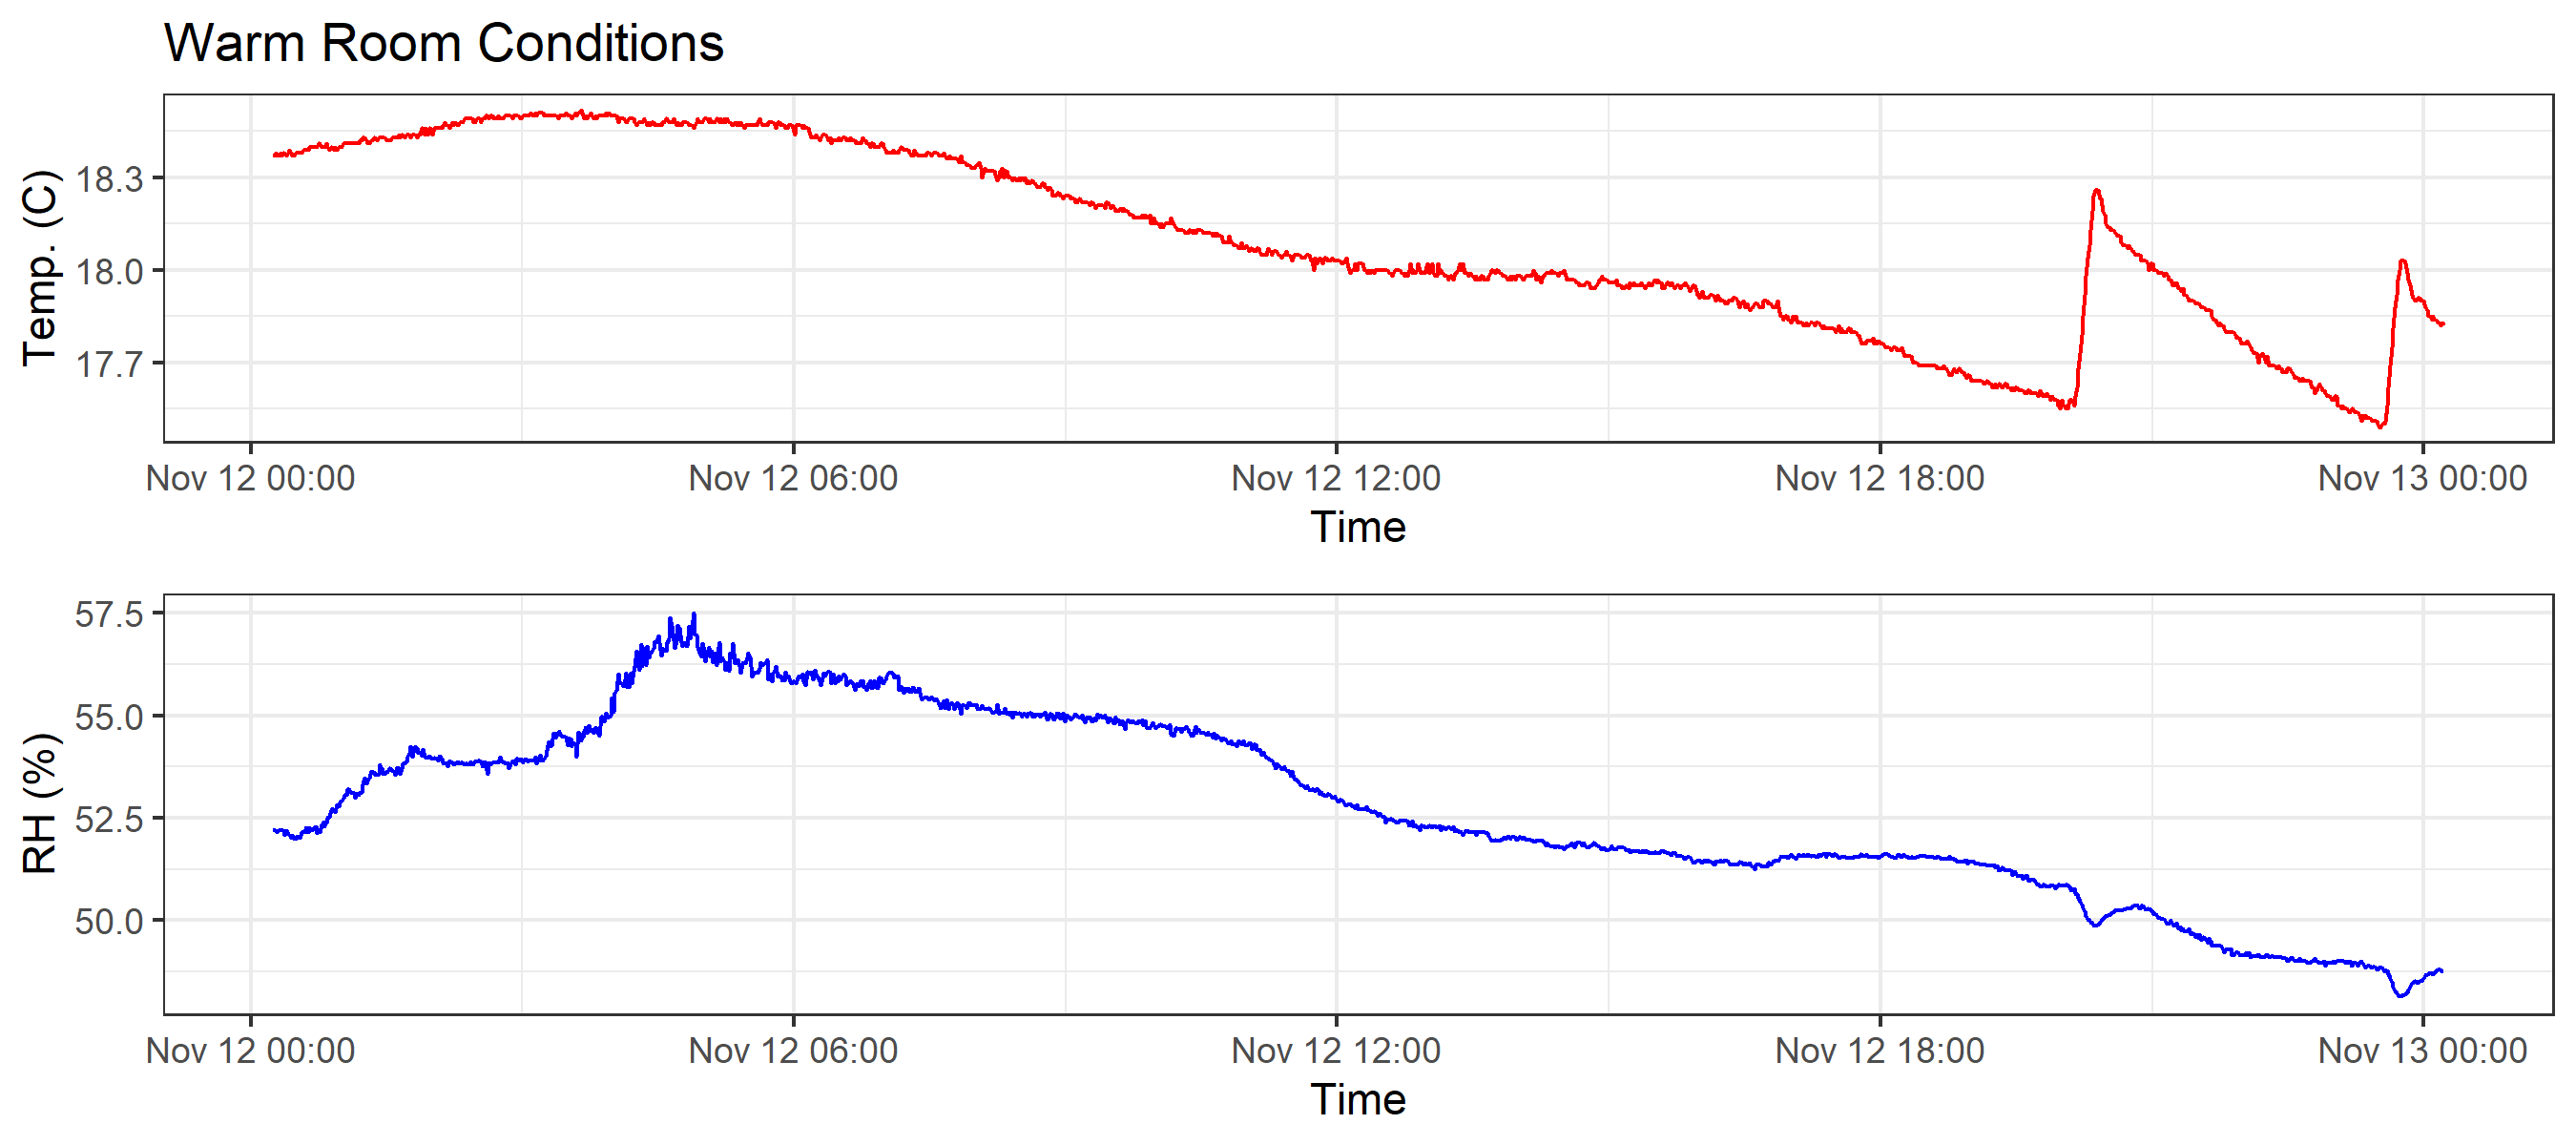 Warm Room Conditions
Temp. (C)
18.3
18.0
17.7
Nov 12 00:00 Nov 12 06:00 Nov 12 12:00 Nov 12 18:00 Nov 13 00:00
Time
RH (%)
57.5
55.0
52.5
50.0
Nov 12 00:00 Nov 12 06:00 Nov 12 12:00 Nov 12 18:00 Nov 13 00:00
Time